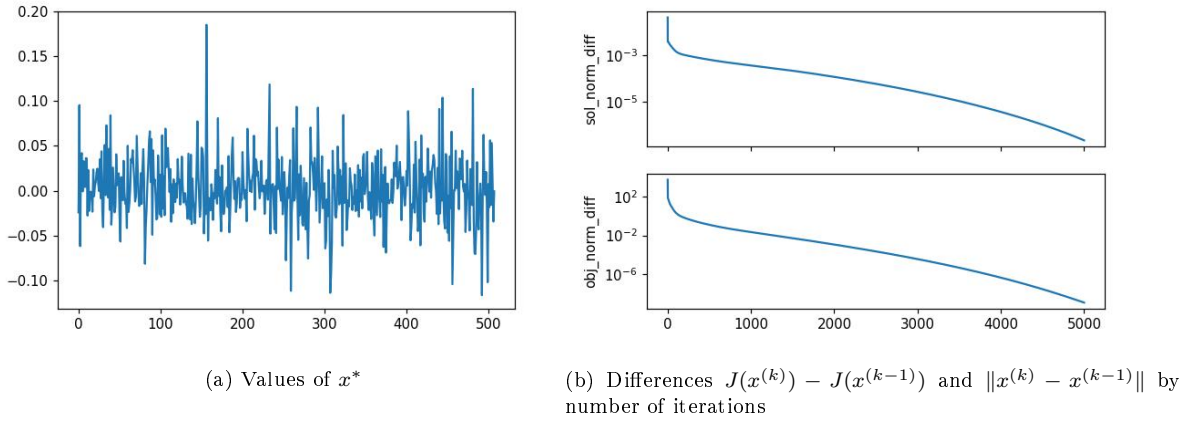 0.20
0.15
0.10
0.05
0.00
−0.05
−0.10
0 100 200 300 400 500
sol_norm_diff
10⁻³
10⁻⁵
obj_norm_diff
10²
10⁻²
10⁻⁶
0 1000 2000 3000 4000 5000
(a) Values of x*
(b) Differences J(x⁽ᵏ⁾) − J(x⁽ᵏ⁻¹⁾) and ‖x⁽ᵏ⁾ − x⁽ᵏ⁻¹⁾‖ by
number of iterations